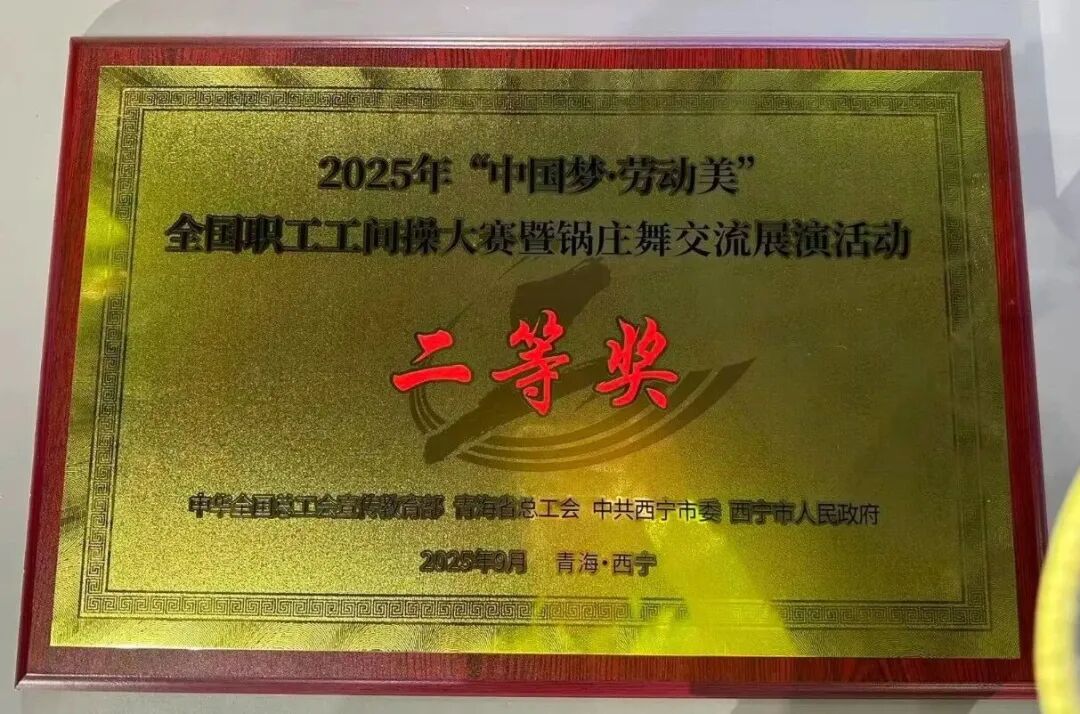 2025年“中国梦·劳动美”
全国职工工间操大赛暨锅庄舞交流展演活动
二等奖
中华全国总工会宣传教育部 青海省总工会 中共西宁市委 西宁市人民政府
2025年9月 青海·西宁